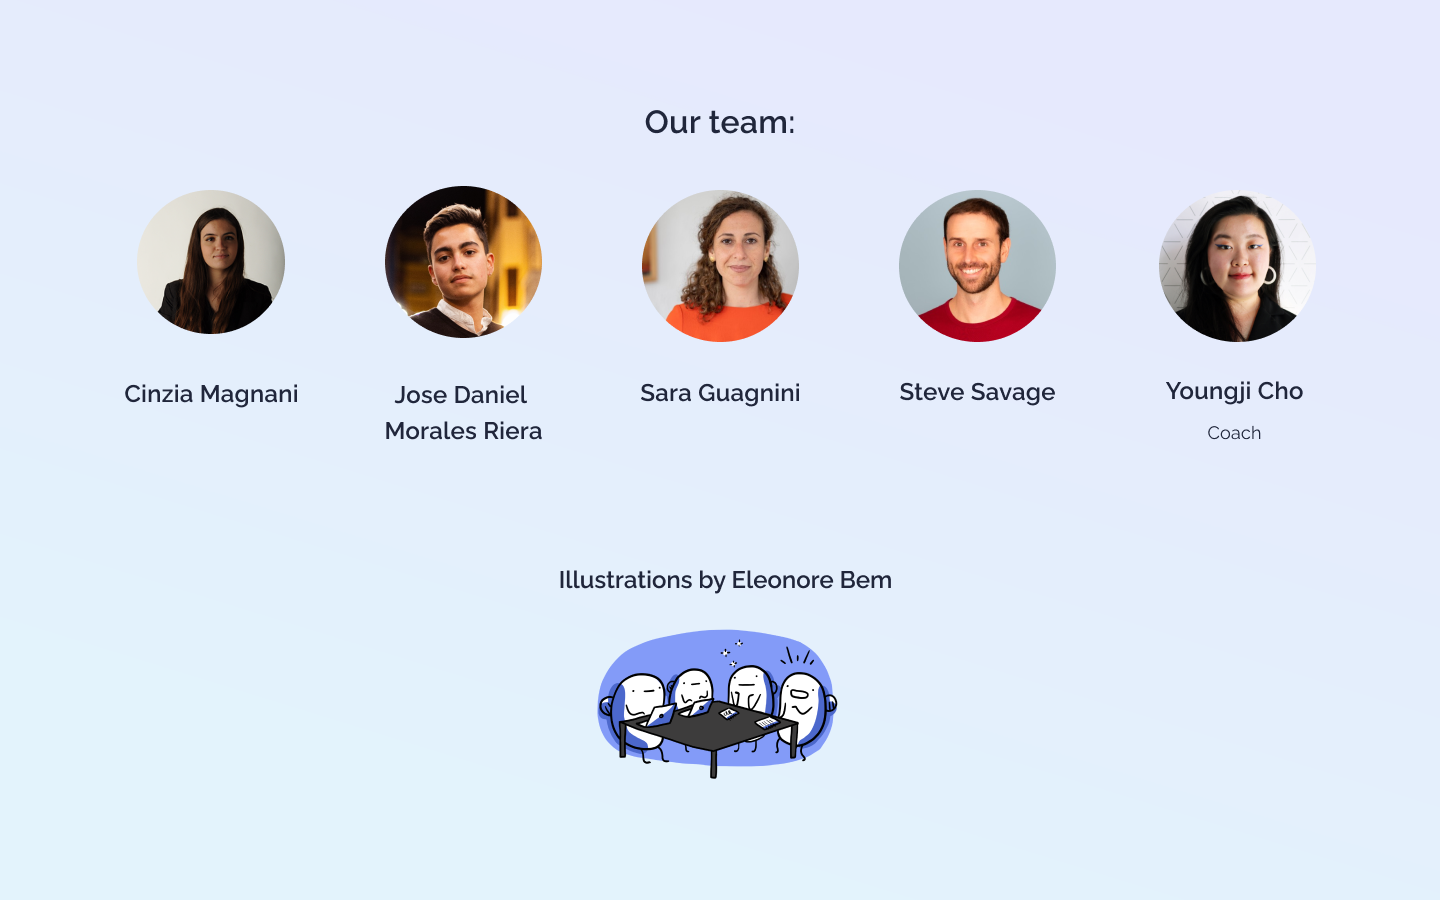 Our team:
Cinzia Magnani
Jose Daniel
Morales Riera
Sara Guagnini
Steve Savage
Youngji Cho
Coach
Illustrations by Eleonore Bem